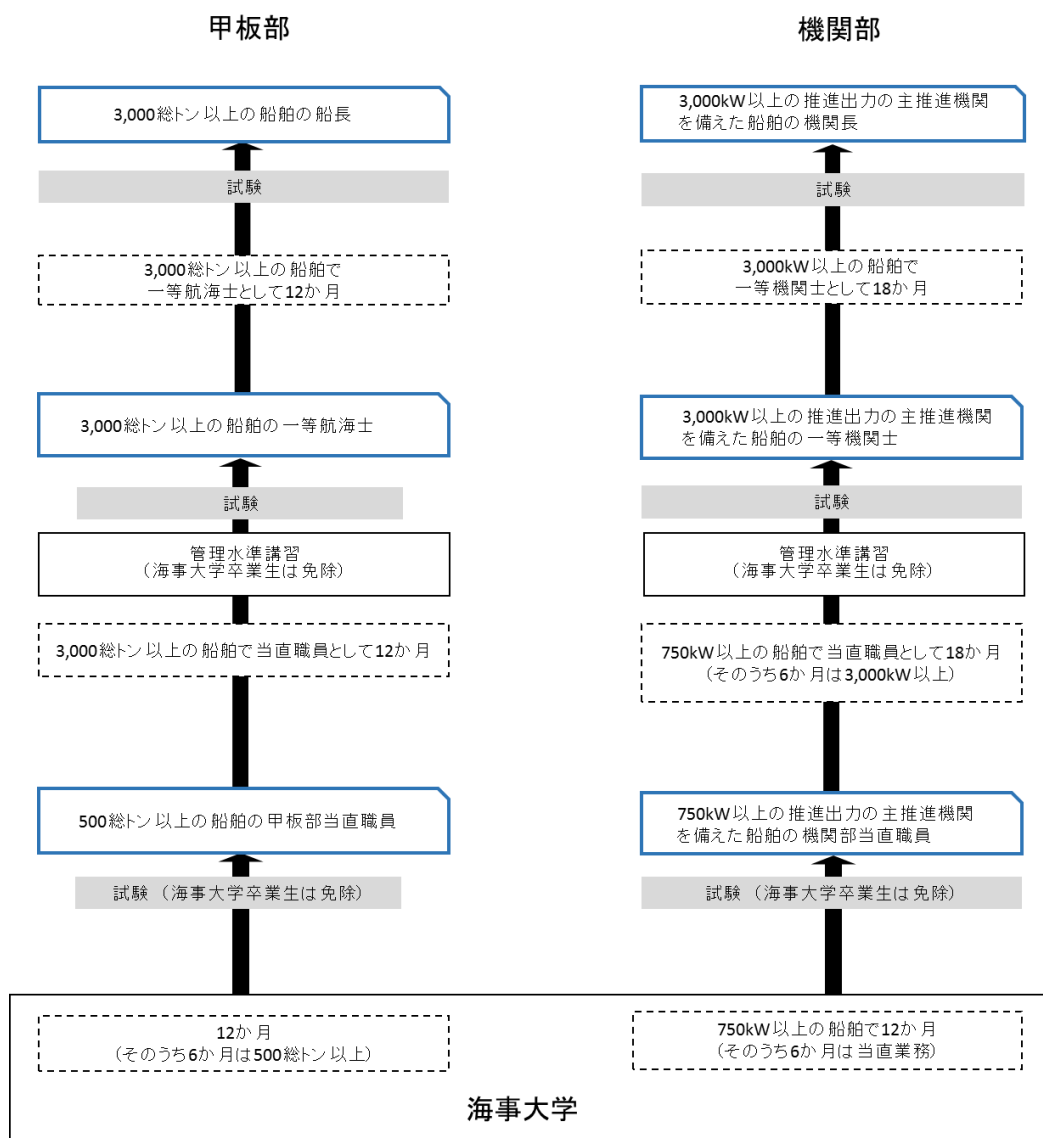 甲板部
機関部
3,000総トン以上の船舶の船長
3,000kW以上の推進出力の主推進機関
を備えた船舶の機関長
試験
試験
3,000総トン以上の船舶で
一等航海士として12か月
3,000kW以上の船舶で
一等機関士として18か月
3,000総トン以上の船舶の一等航海士
3,000kW以上の推進出力の主推進機関
を備えた船舶の一等機関士
試験
試験
管理水準講習
（海事大学卒業生は免除）
管理水準講習
（海事大学卒業生は免除）
3,000総トン以上の船舶で当直職員として12か月
750kW以上の船舶で当直職員として18か月
（そのうち6か月は3,000kW以上）
500総トン以上の船舶の甲板部当直職員
750kW以上の推進出力の主推進機関
を備えた船舶の機関部当直職員
試験（海事大学卒業生は免除）
試験（海事大学卒業生は免除）
12か月
（そのうち6か月は500総トン以上）
750kW以上の船舶で12か月
（そのうち6か月は当直業務）
海事大学